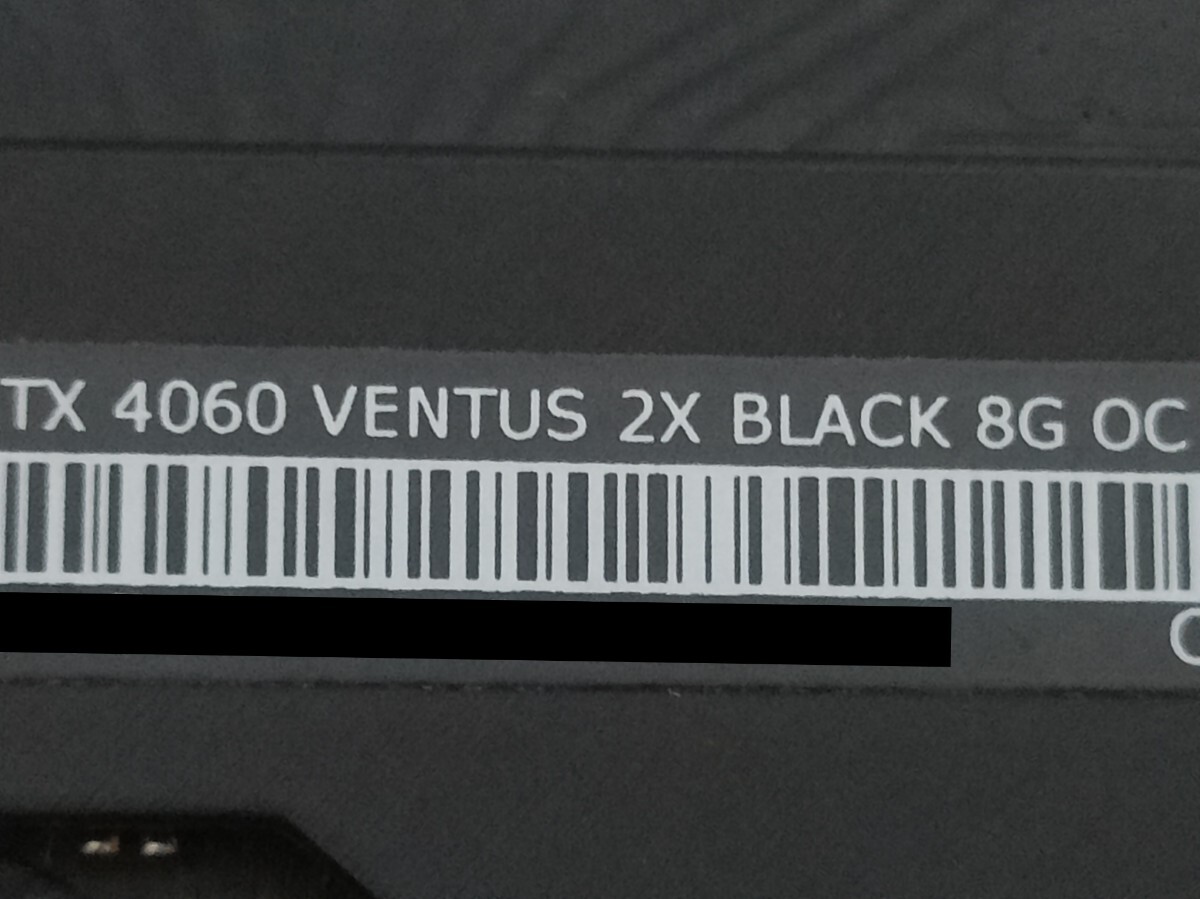 TX 4060 VENTUS 2X BLACK 8G OC